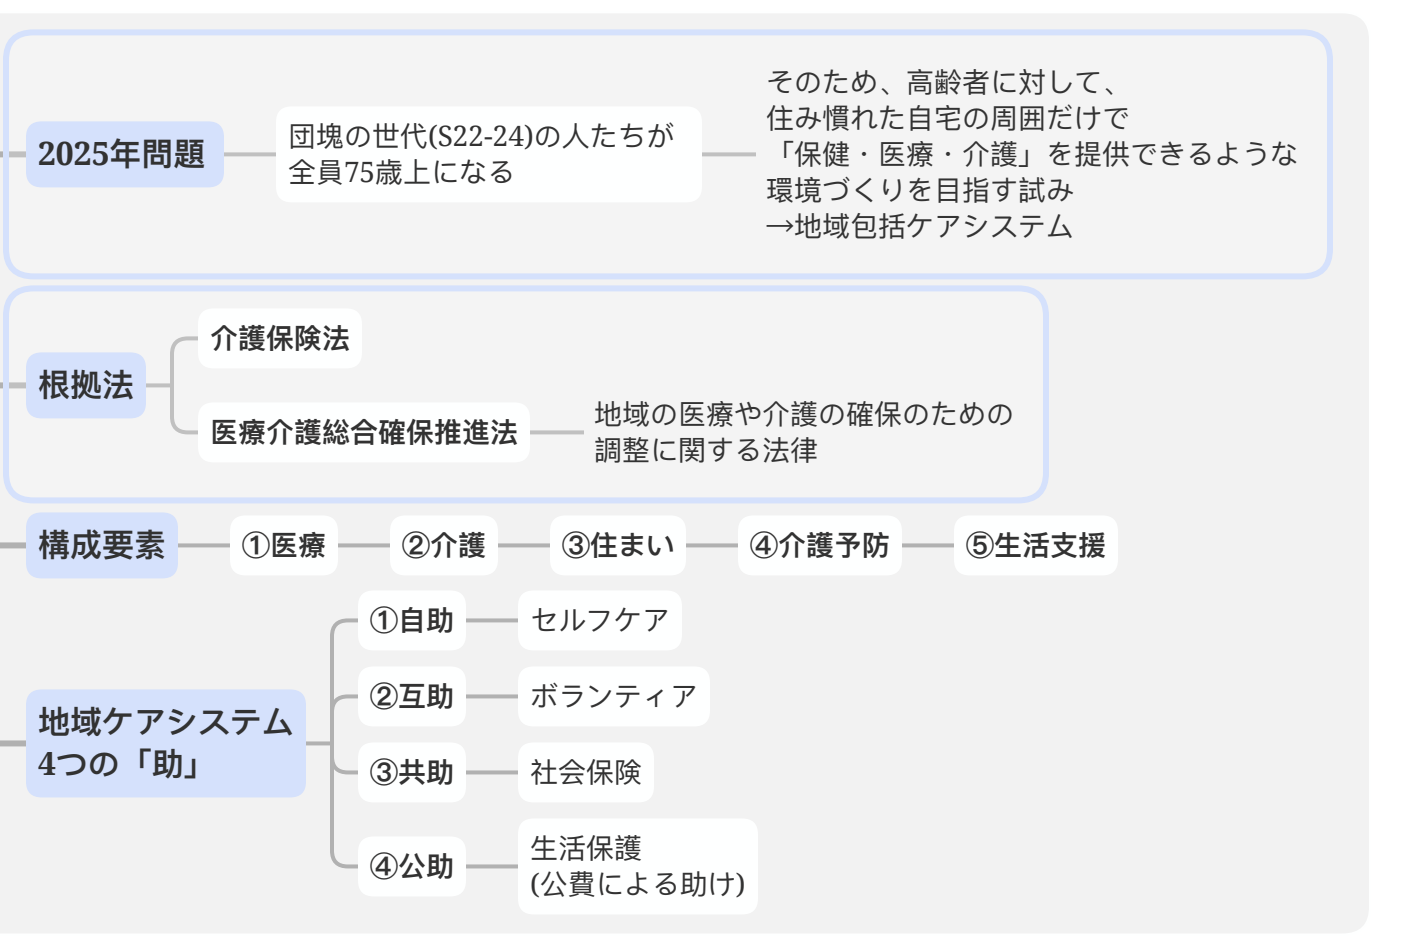 2025年問題
団塊の世代(S22-24)の人たちが
全員75歳上になる
そのため、高齢者に対して、
住み慣れた自宅の周囲だけで
「保健・医療・介護」を提供できるような
環境づくりを目指す試み
→地域包括ケアシステム
根拠法
介護保険法
医療介護総合確保推進法
地域の医療や介護の確保のための
調整に関する法律
構成要素
①医療
②介護
③住まい
④介護予防
⑤生活支援
地域ケアシステム
4つの「助」
①自助
セルフケア
②互助
ボランティア
③共助
社会保険
④公助
生活保護
(公費による助け)